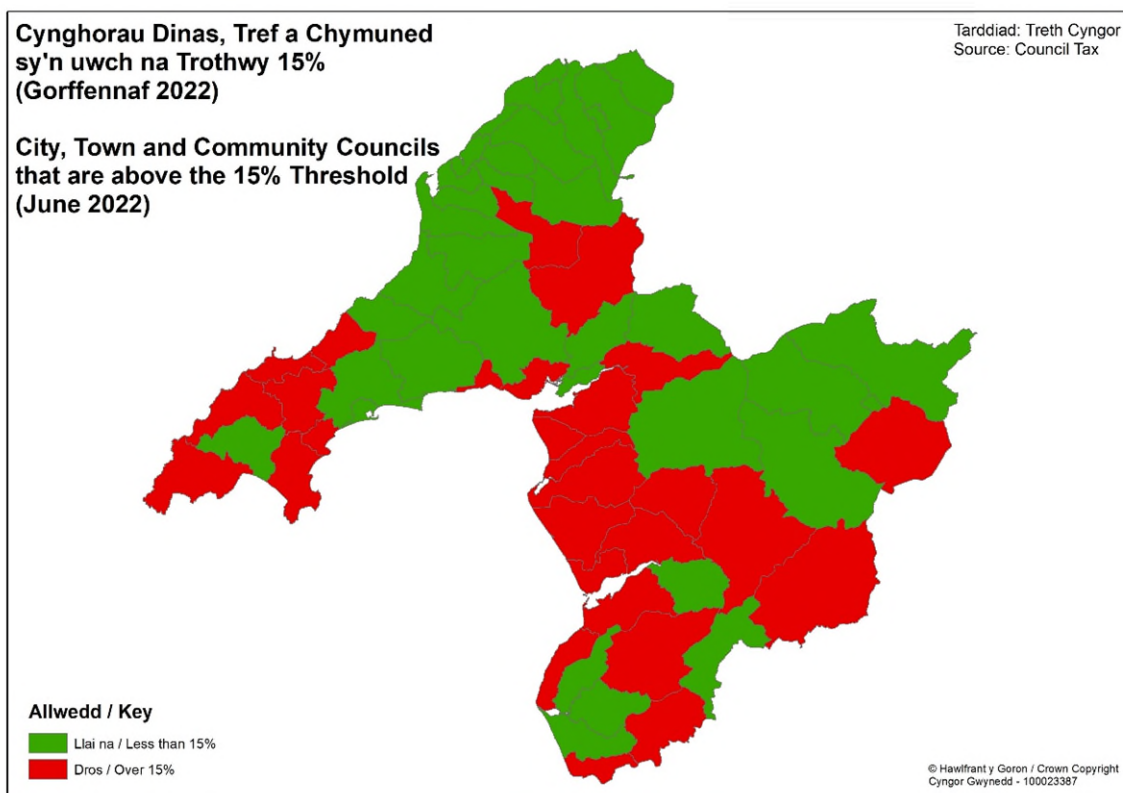 Cynghorau Dinas, Tref a Chymuned
sy'n uwch na Trothwy 15%
(Gorffennaf 2022)
City, Town and Community Councils
that are above the 15% Threshold
(June 2022)
Tarddiad: Treth Cyngor
Source: Council Tax
Allwedd / Key
Llai na / Less than 15%
Dros / Over 15%
© Hawlfrant y Goron / Crown Copyright
Cyngor Gwynedd - 100023387